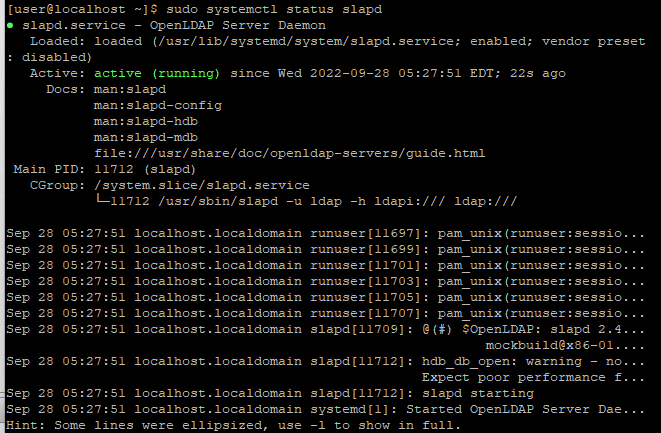 [user@localhost ~]$ sudo systemctl status slapd
● slapd.service - OpenLDAP Server Daemon
   Loaded: loaded (/usr/lib/systemd/system/slapd.service; enabled; vendor preset
: disabled)
   Active: active (running) since Wed 2022-09-28 05:27:51 EDT; 22s ago
     Docs: man:slapd
           man:slapd-config
           man:slapd-hdb
           man:slapd-mdb
           file:///usr/share/doc/openldap-servers/guide.html
 Main PID: 11712 (slapd)
   CGroup: /system.slice/slapd.service
           └─11712 /usr/sbin/slapd -u ldap -h ldapi:/// ldap:///

Sep 28 05:27:51 localhost.localdomain runuser[11697]: pam_unix(runuser:sessio...
Sep 28 05:27:51 localhost.localdomain runuser[11699]: pam_unix(runuser:sessio...
Sep 28 05:27:51 localhost.localdomain runuser[11701]: pam_unix(runuser:sessio...
Sep 28 05:27:51 localhost.localdomain runuser[11703]: pam_unix(runuser:sessio...
Sep 28 05:27:51 localhost.localdomain runuser[11705]: pam_unix(runuser:sessio...
Sep 28 05:27:51 localhost.localdomain runuser[11707]: pam_unix(runuser:sessio...
Sep 28 05:27:51 localhost.localdomain slapd[11709]: @(#) $OpenLDAP: slapd 2.4...
                                                            mockbuild@x86-01....
Sep 28 05:27:51 localhost.localdomain slapd[11712]: hdb_db_open: warning - no...
                                                    Expect poor performance f...
Sep 28 05:27:51 localhost.localdomain slapd[11712]: slapd starting
Sep 28 05:27:51 localhost.localdomain systemd[1]: Started OpenLDAP Server Dae...
Hint: Some lines were ellipsized, use -l to show in full.